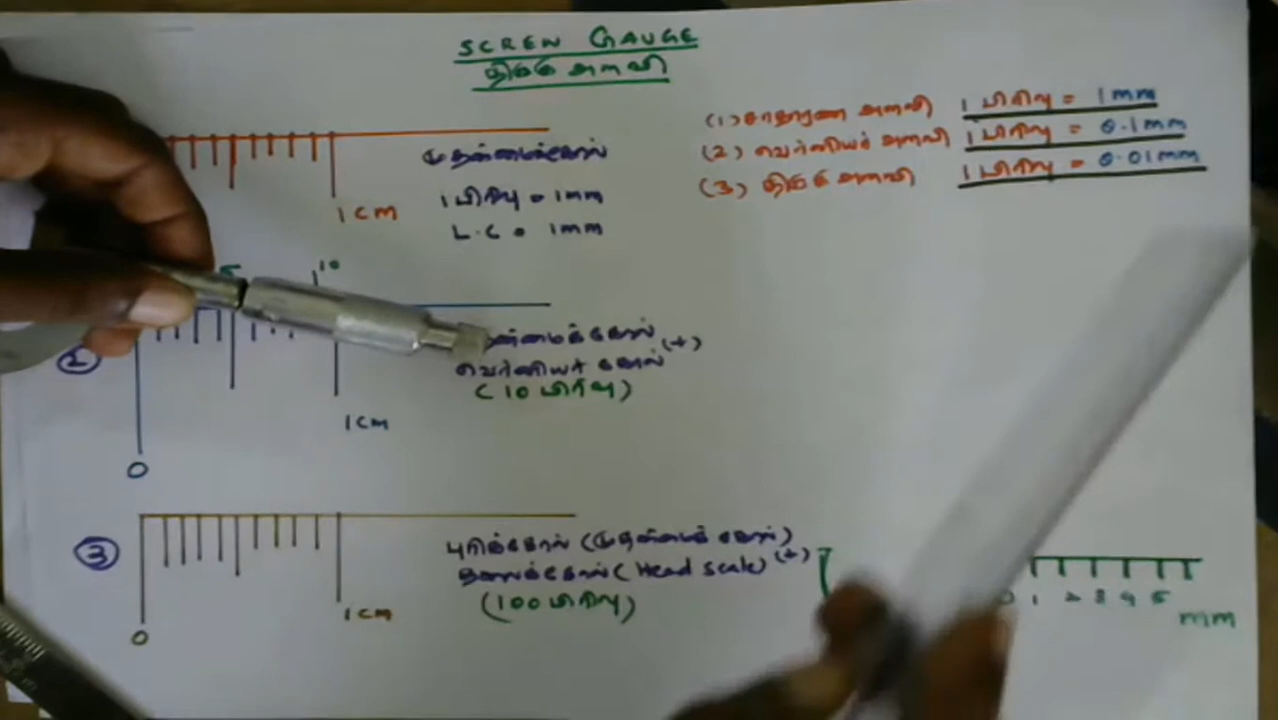 SCREW GAUGE
திருகு அளவி
(1) சாதாரண அளவி 1 பிரிவு = 1mm
(2) வெர்னியர் அளவி 1 பிரிவு = 0.1mm
(3) திருகு அளவி 1 பிரிவு = 0.01mm
முதன்மைக்கோல்
1 பிரிவு = 1mm
L.C = 1mm
1cm
5 10
2
வெர்னியர் கோல் (+)
(10 பிரிவு)
1cm
0
3
புரிக்கோல் (முதன்மைக் கோல்)
தலைக்கோல் (Head Scale) (+)
(100 பிரிவு)
1cm
0
0 1 2 3 4 5
mm